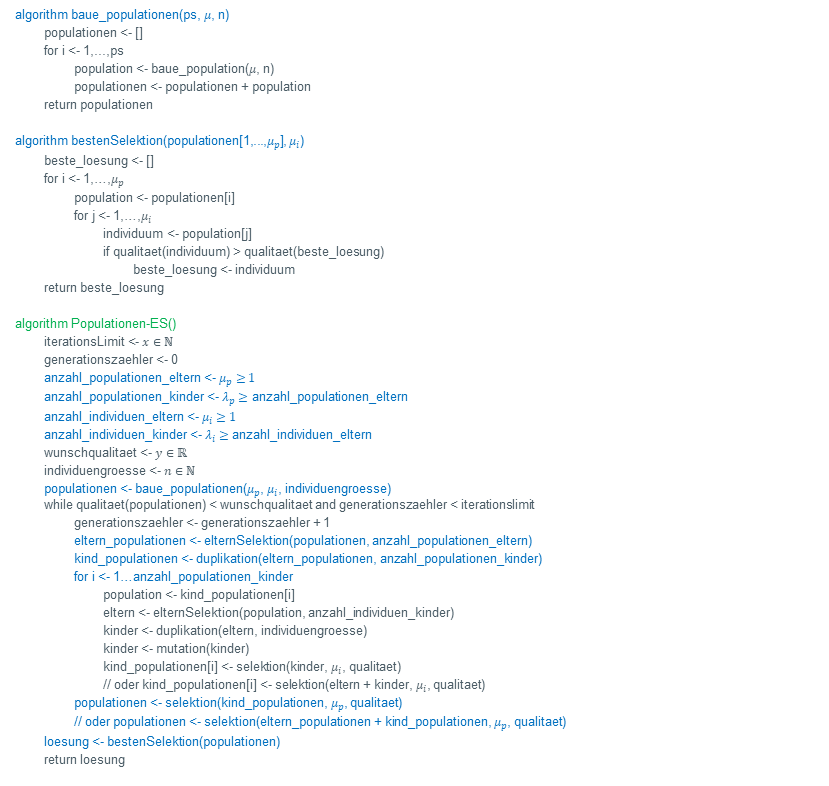 algorithm baue_populationen(ps, 𝜇, n)
populationen <- []
for i <- 1,…,ps
population <- baue_population(𝜇, n)
populationen <- populationen + population
return populationen
algorithm bestenSelektion(populationen[1,...,𝜇ₚ], 𝜇ᵢ)
beste_loesung <- []
for i <- 1,…,𝜇ₚ
population <- populationen[i]
for j <- 1,…,𝜇ᵢ
individuum <- population[j]
if qualitaet(individuum) > qualitaet(beste_loesung)
beste_loesung <- individuum
return beste_loesung
algorithm Populationen-ES()
iterationsLimit <- 𝑥 ∈ ℕ
generationszaehler <- 0
anzahl_populationen_eltern <- 𝜇ₚ ≥ 1
anzahl_populationen_kinder <- 𝜆ₚ ≥ anzahl_populationen_eltern
anzahl_individuen_eltern <- 𝜇ᵢ ≥ 1
anzahl_individuen_kinder <- 𝜆ᵢ ≥ anzahl_individuen_eltern
wunschqualitaet <- 𝑦 ∈ ℝ
individuengroesse <- 𝑛 ∈ ℕ
populationen <- baue_populationen(𝜇ₚ, 𝜇ᵢ, individuengroesse)
while qualitaet(populationen) < wunschqualitaet and generationszaehler < iterationslimit
generationszaehler <- generationszaehler + 1
eltern_populationen <- elternSelektion(populationen, anzahl_populationen_eltern)
kind_populationen <- duplikation(eltern_populationen, anzahl_populationen_kinder)
for i <- 1…anzahl_populationen_kinder
population <- kind_populationen[i]
eltern <- elternSelektion(population, anzahl_individuen_kinder)
kinder <- duplikation(eltern, individuengroesse)
kinder <- mutation(kinder)
kind_populationen[i] <- selektion(kinder, 𝜇ᵢ, qualitaet)
// oder kind_populationen[i] <- selektion(eltern + kinder, 𝜇ᵢ, qualitaet)
populationen <- selektion(kind_populationen, 𝜇ₚ, qualitaet)
// oder populationen <- selektion(eltern_populationen + kind_populationen, 𝜇ₚ, qualitaet)
loesung <- bestenSelektion(populationen)
return loesung